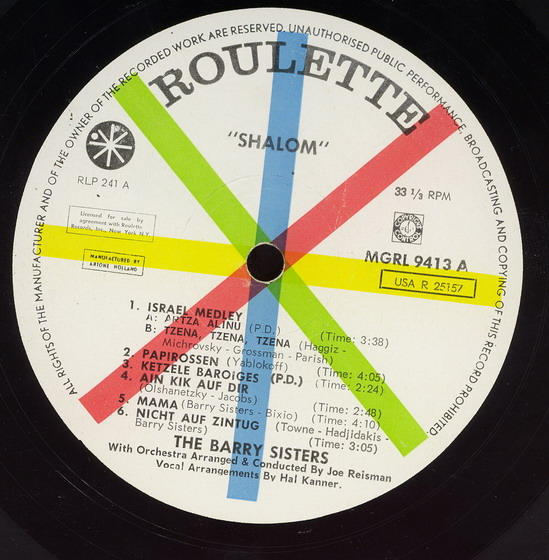 ALL RIGHTS OF THE MANUFACTURER AND OF THE OWNER OF THE RECORDED WORK ARE RESERVED. UNAUTHORISED PUBLIC PERFORMANCE, BROADCASTING AND COPYING OF THIS RECORD PROHIBITED.
ROULETTE
"SHALOM"
RLP 241 A
33 ⅓ RPM
Licensed for sale by
agreement with Roulette
Records, Inc., New York N.Y.
MANUFACTURED BY
ARTONE HOLLAND
MGRL 9413 A
USA R 25157
1. ISRAEL MEDLEY
A: ARTZA ALINU (P.D.)
B: TZENA, TZENA, TZENA (Haggiz -
Michrovsky - Grossman - Parish) (Time: 3:38)
2. PAPIROSSEN (Yablokoff) (Time: 4:05)
3. KETZELE BAROiGES (P.D.) (Time: 2:24)
4. AIN KIK AUF DIR
(Olshanetzky - Jacobs) (Time: 2:48)
5. MAMA (Barry Sisters - Bixio) (Time: 4:10)
6. NICHT AUF ZINTUG (Towne - Hadjidakis -
Barry Sisters) (Time: 3:05)
THE BARRY SISTERS
With Orchestra Arranged & Conducted By Joe Reisman
Vocal Arrangements By Hal Kanner.